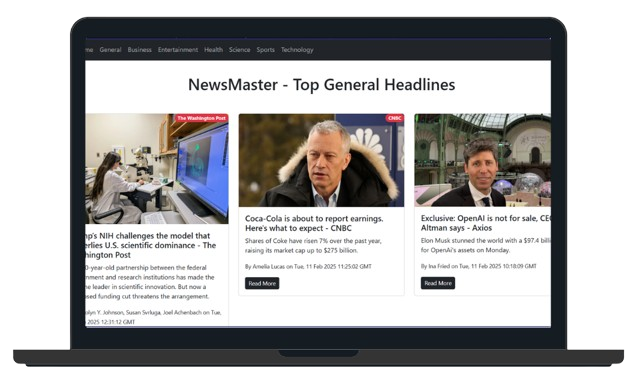 me General Business Entertainment Health Science Sports Technology
NewsMaster - Top General Headlines
The Washington Post
mp's NIH challenges the model that
erlies U.S. scientific dominance - The
hington Post
0-year-old partnership between the federal
rnment and research institutions has made the
he leader in scientific innovation. But now a
osed funding cut threatens the arrangement.
olyn Y. Johnson, Susan Svrluga, Joel Achenbach on Tue,
2025 12:31:12 GMT
CNBC
Coca-Cola is about to report earnings.
Here's what to expect - CNBC
Shares of Coke have risen 7% over the past year,
raising its market cap up to $275 billion.
By Amelia Lucas on Tue, 11 Feb 2025 11:25:02 GMT
Read More
Exclusive: OpenAI is not for sale, CE
Altman says - Axios
Elon Musk stunned the world with a $97.4 billi
for OpenAI's assets on Monday.
By Ina Fried on Tue, 11 Feb 2025 10:18:09 GMT
Read More